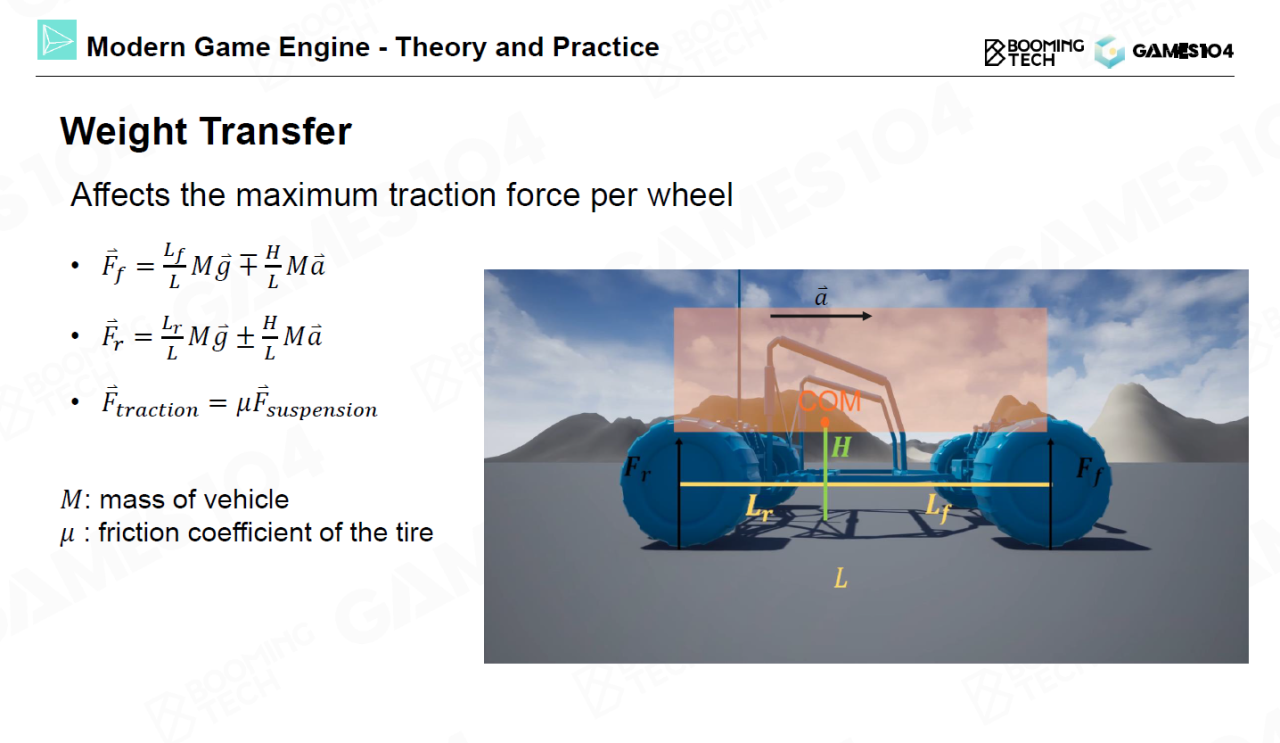 Modern Game Engine - Theory and Practice
BOOMING
TECH
GAMES104
Weight Transfer
Affects the maximum traction force per wheel
• $\vec{F}_f = \frac{L_f}{L} M\vec{g} \mp \frac{H}{L} M\vec{a}$
• $\vec{F}_r = \frac{L_r}{L} M\vec{g} \pm \frac{H}{L} M\vec{a}$
• $\vec{F}_{traction} = \mu \vec{F}_{suspension}$
M: mass of vehicle
μ : friction coefficient of the tire
$\vec{a}$
COM
H
$F_r$
$F_f$
$L_r$
$L_f$
L